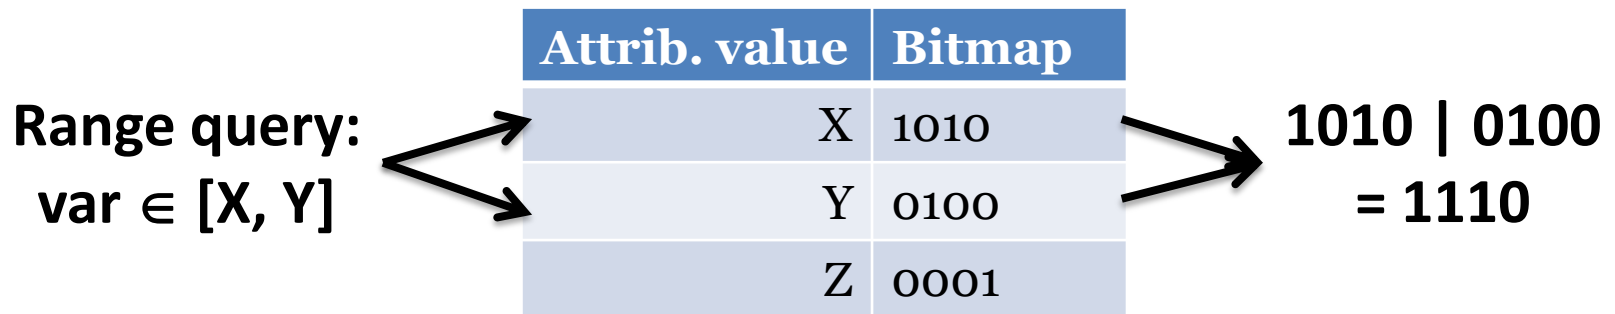 Range query:
var ∈ [X, Y]
Attrib. value Bitmap
X 1010
Y 0100
Z 0001
1010 | 0100
= 1110